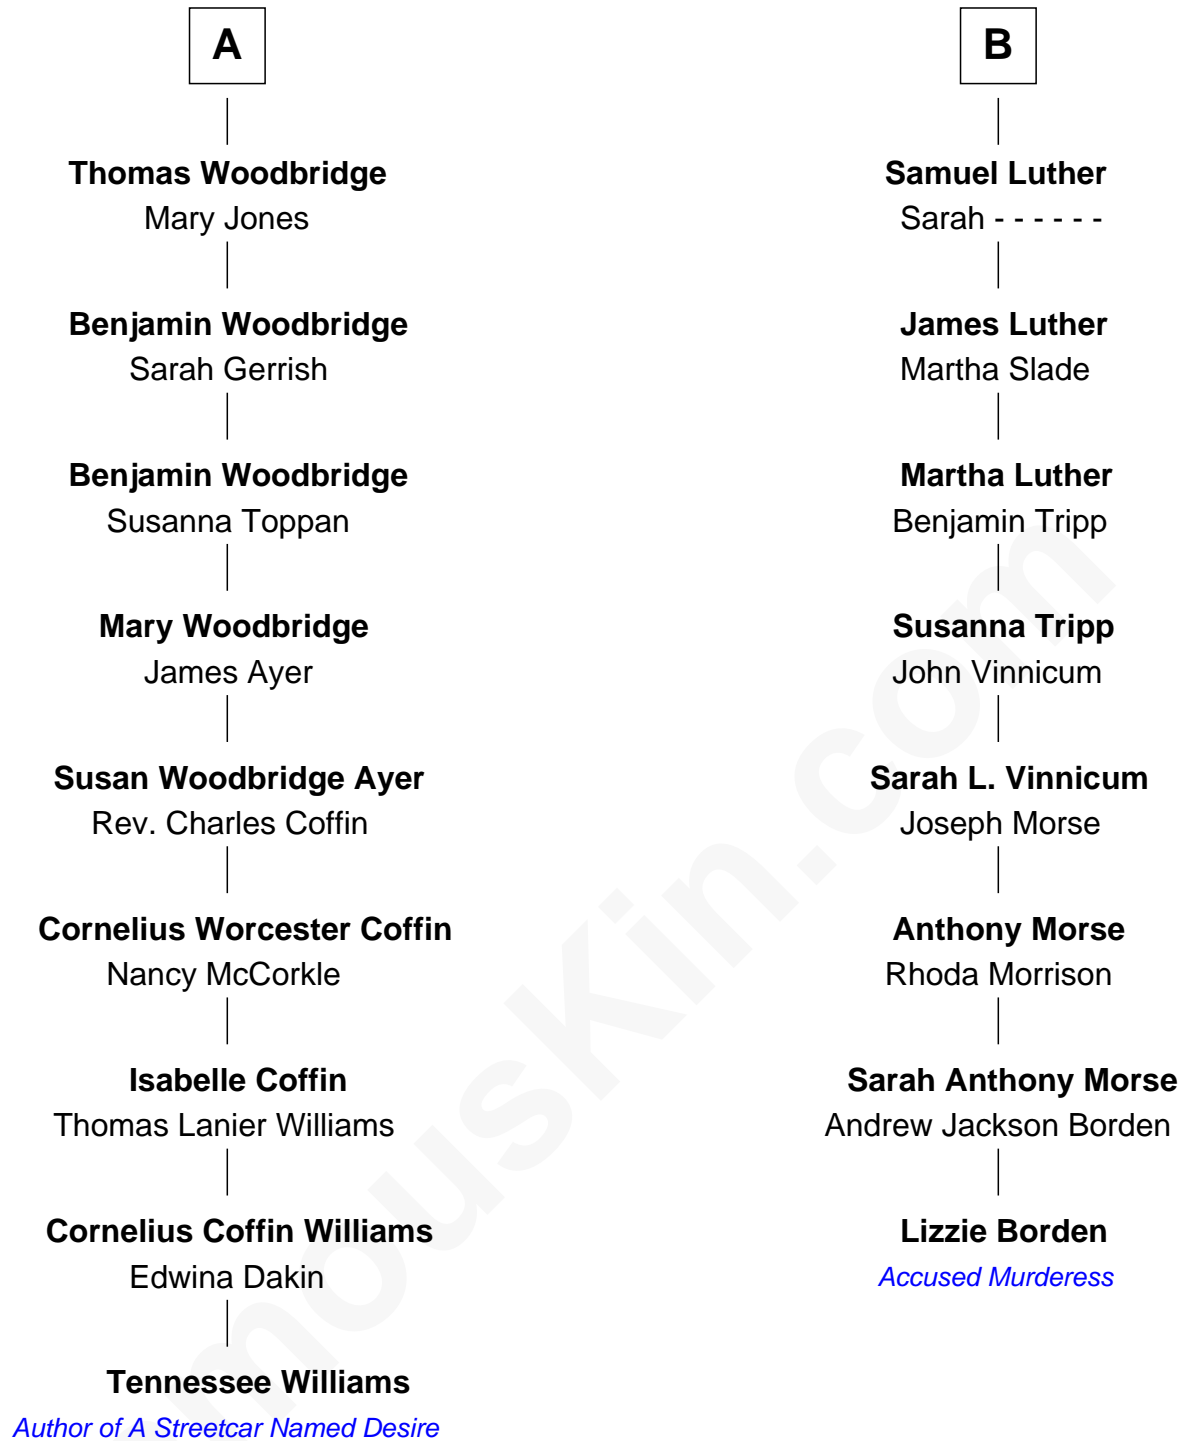 A
Thomas Woodbridge
Mary Jones
Benjamin Woodbridge
Sarah Gerrish
Benjamin Woodbridge
Susanna Toppan
Mary Woodbridge
James Ayer
Susan Woodbridge Ayer
Rev. Charles Coffin
Cornelius Worcester Coffin
Nancy McCorkle
Isabelle Coffin
Thomas Lanier Williams
Cornelius Coffin Williams
Edwina Dakin
Tennessee Williams
Author of A Streetcar Named Desire
B
Samuel Luther
Sarah - - - - - -
James Luther
Martha Slade
Martha Luther
Benjamin Tripp
Susanna Tripp
John Vinnicum
Sarah L. Vinnicum
Joseph Morse
Anthony Morse
Rhoda Morrison
Sarah Anthony Morse
Andrew Jackson Borden
Lizzie Borden
Accused Murderess
mousKin.com